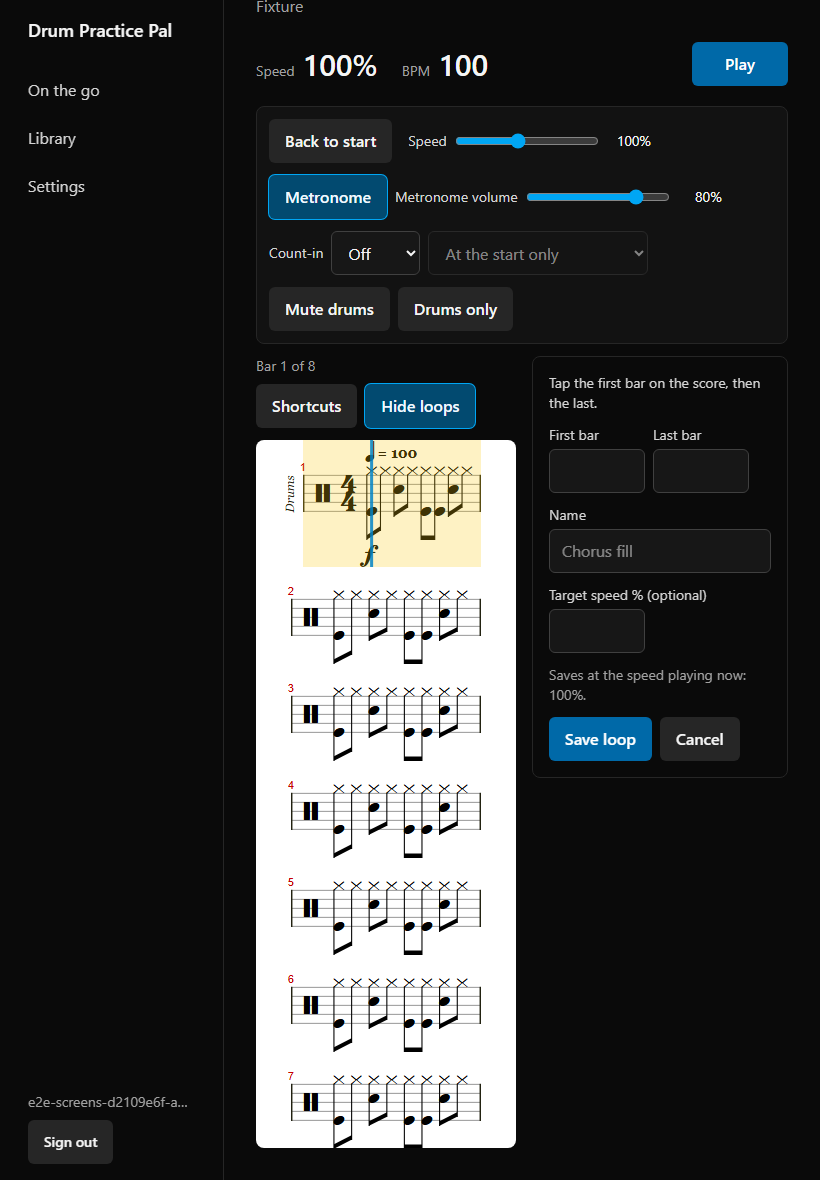 Drum Practice Pal
On the go
Library
Settings
e2e-screens-d2109e6f-a...
Sign out
Fixture
Speed 100% BPM 100
Play
Back to start Speed 100%
Metronome Metronome volume 80%
Count-in Off At the start only
Mute drums Drums only
Bar 1 of 8
Shortcuts Hide loops
= 100
1
Drums
4
4
f
2
3
4
5
6
7
Tap the first bar on the score, then
the last.
First bar Last bar
Name
Chorus fill
Target speed % (optional)
Saves at the speed playing now:
100%.
Save loop Cancel